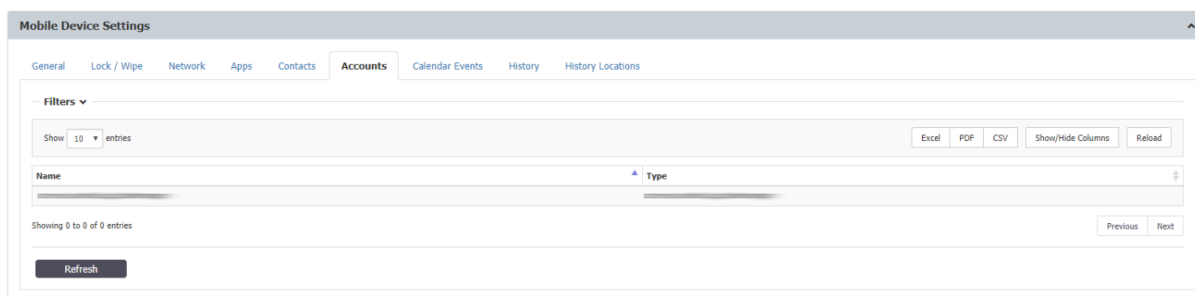 Mobile Device Settings
General Lock / Wipe Network Apps Contacts Accounts Calendar Events History History Locations
Filters
Show 10 entries Excel PDF CSV Show/Hide Columns Reload
Name Type
Showing 0 to 0 of 0 entries Previous Next
Refresh